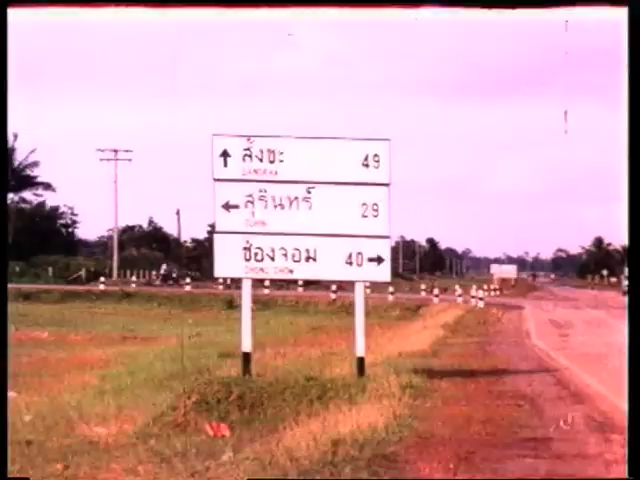 ↑ สังขะ 49
SANGKHA
← สุรินทร์ 29
SURIN
ช่องจอม 40 →
CHONG CHOM